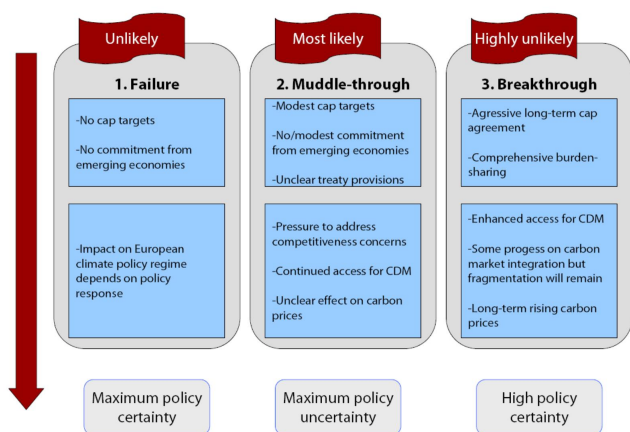 Unlikely
Most likely
Highly unlikely
1. Failure
2. Muddle-through
3. Breakthrough
-No cap targets
-No commitment from
emerging economies
-Modest cap targets
-No/modest commitment
from emerging economies
-Unclear treaty provisions
-Agressive long-term cap
agreement
-Comprehensive burden-
sharing
-Impact on European
climate policy regime
depends on policy
response
-Pressure to address
competitiveness concerns
-Continued access for CDM
-Unclear effect on carbon
prices
-Enhanced access for CDM
-Some progess on carbon
market integration but
fragmentation will remain
-Long-term rising carbon
prices
Maximum policy
certainty
Maximum policy
uncertainty
High policy
certainty